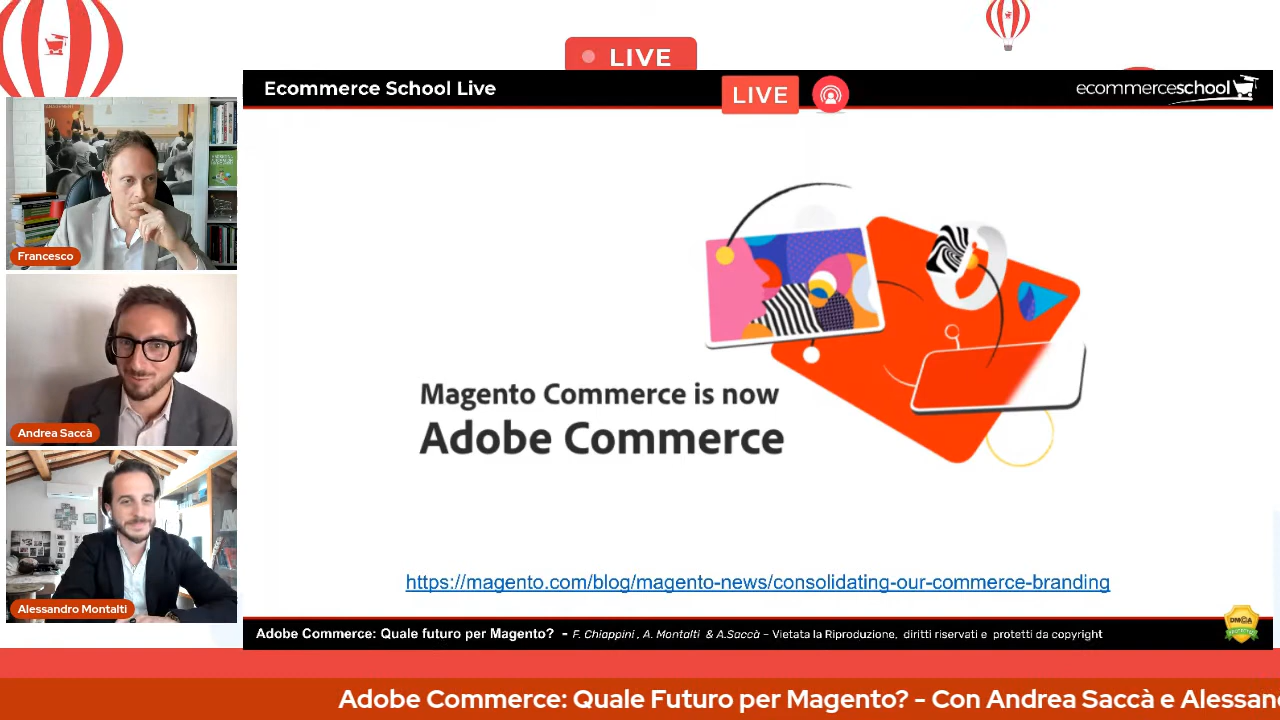 LIVE
Ecommerce School Live
LIVE
ecommerceschool
Francesco
Andrea Saccà
Alessandro Montalti
Magento Commerce is now
Adobe Commerce
https://magento.com/blog/magento-news/consolidating-our-commerce-branding
Adobe Commerce: Quale futuro per Magento? - F. Chiappini , A. Montalti & A.Saccà – Vietata la Riproduzione, diritti riservati e protetti da copyright
DMCA
Adobe Commerce: Quale Futuro per Magento? - Con Andrea Saccà e Alessan